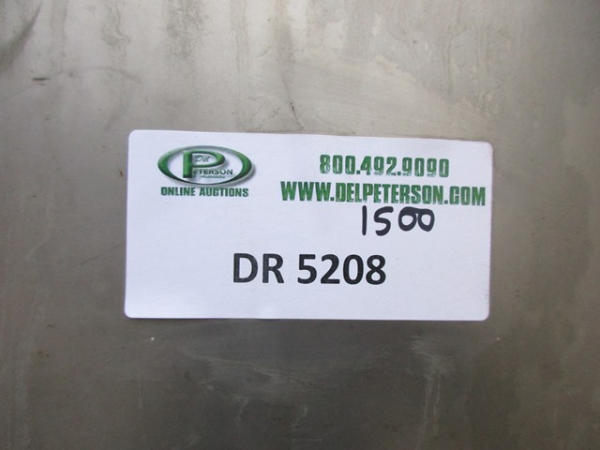 Del
PETERSON
ONLINE AUCTIONS
800.492.9090
WWW.DELPETERSON.COM
1500
DR 5208